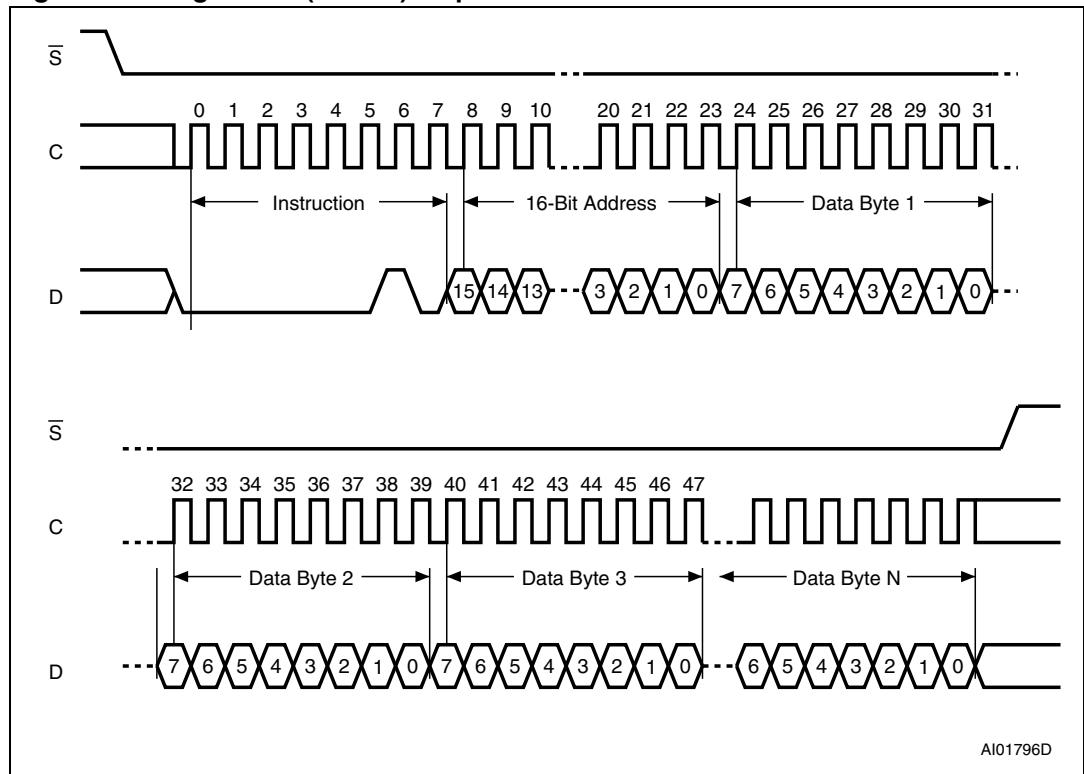 S
0 1 2 3 4 5 6 7 8 9 10 20 21 22 23 24 25 26 27 28 29 30 31
C
Instruction 16-Bit Address Data Byte 1
D 15 14 13 3 2 1 0 7 6 5 4 3 2 1 0
S
32 33 34 35 36 37 38 39 40 41 42 43 44 45 46 47
C
Data Byte 2 Data Byte 3 Data Byte N
D 7 6 5 4 3 2 1 0 7 6 5 4 3 2 1 0 6 5 4 3 2 1 0
AI01796D